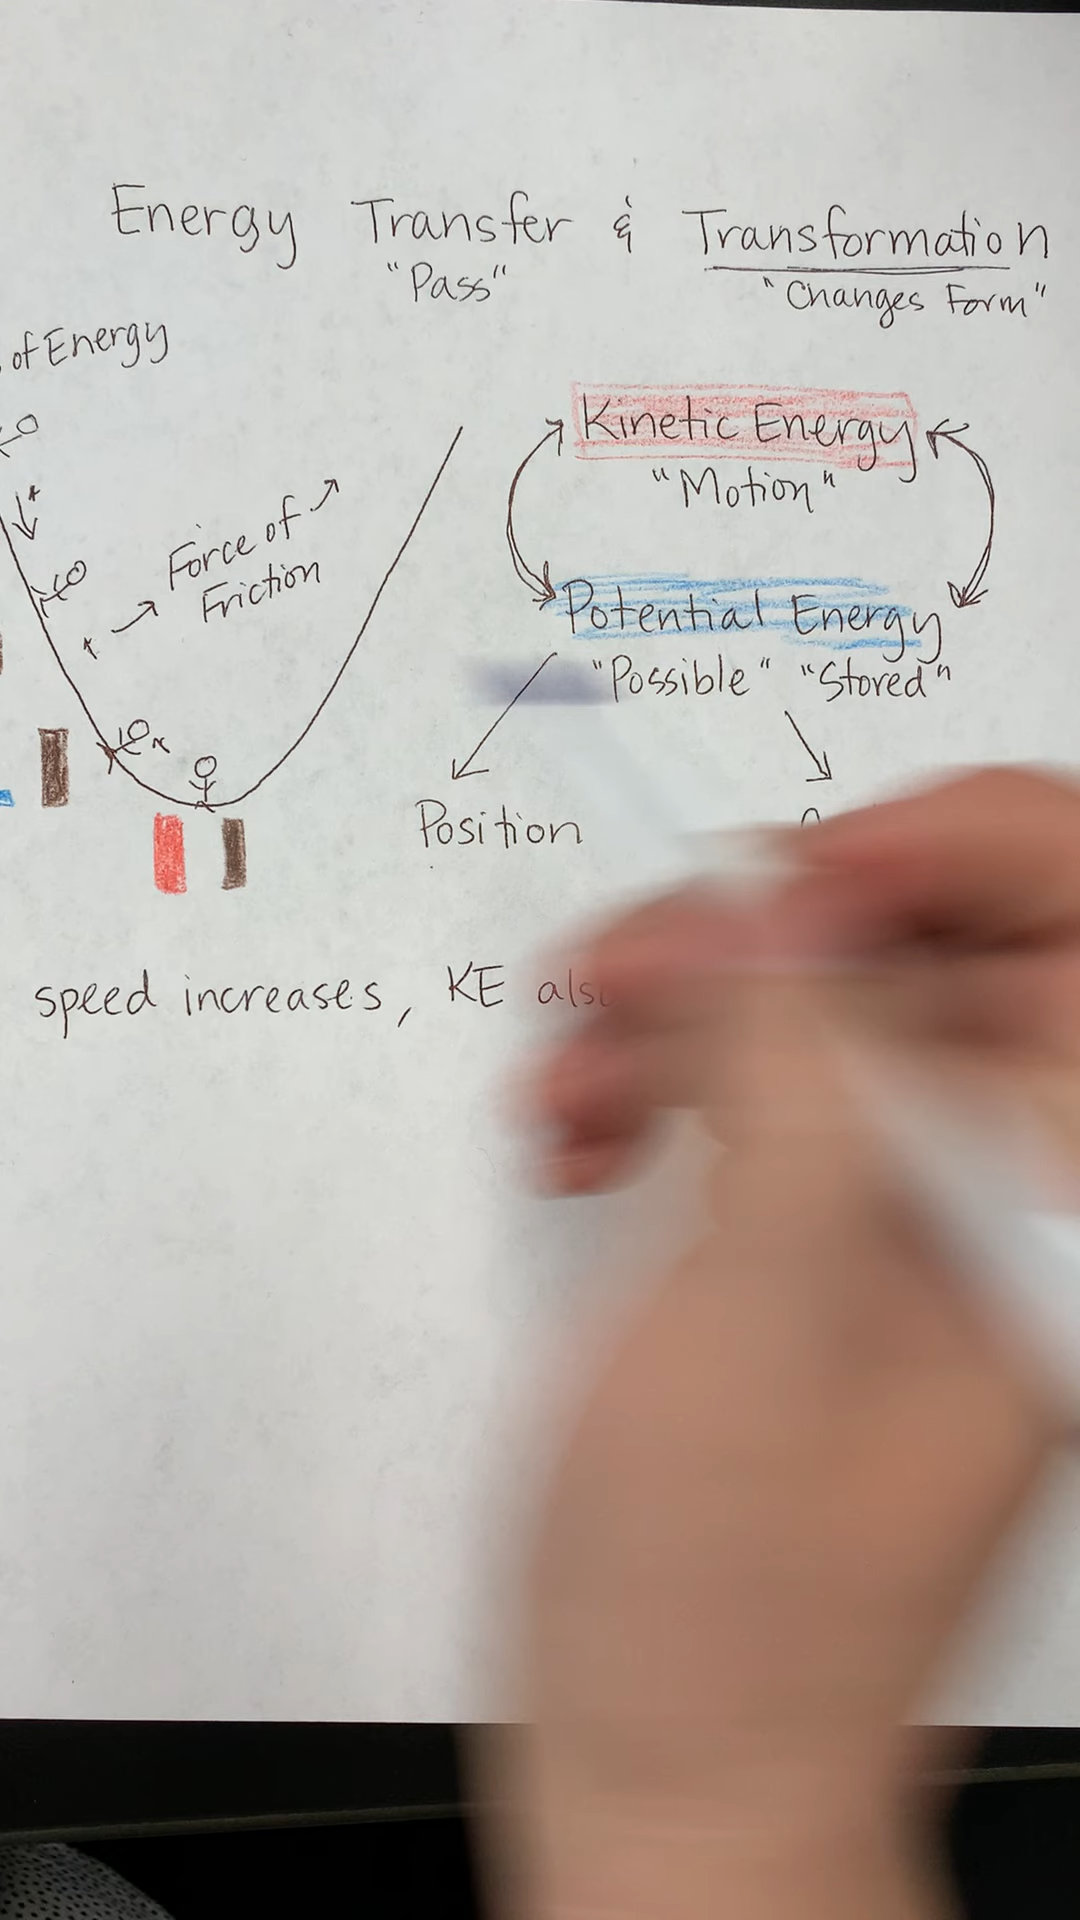 Energy Transfer & Transformation
"Pass" "Changes Form"
of Energy
Kinetic Energy
"Motion"
Force of
Friction
Potential Energy
"Possible" "Stored"
Position
speed increases, KE